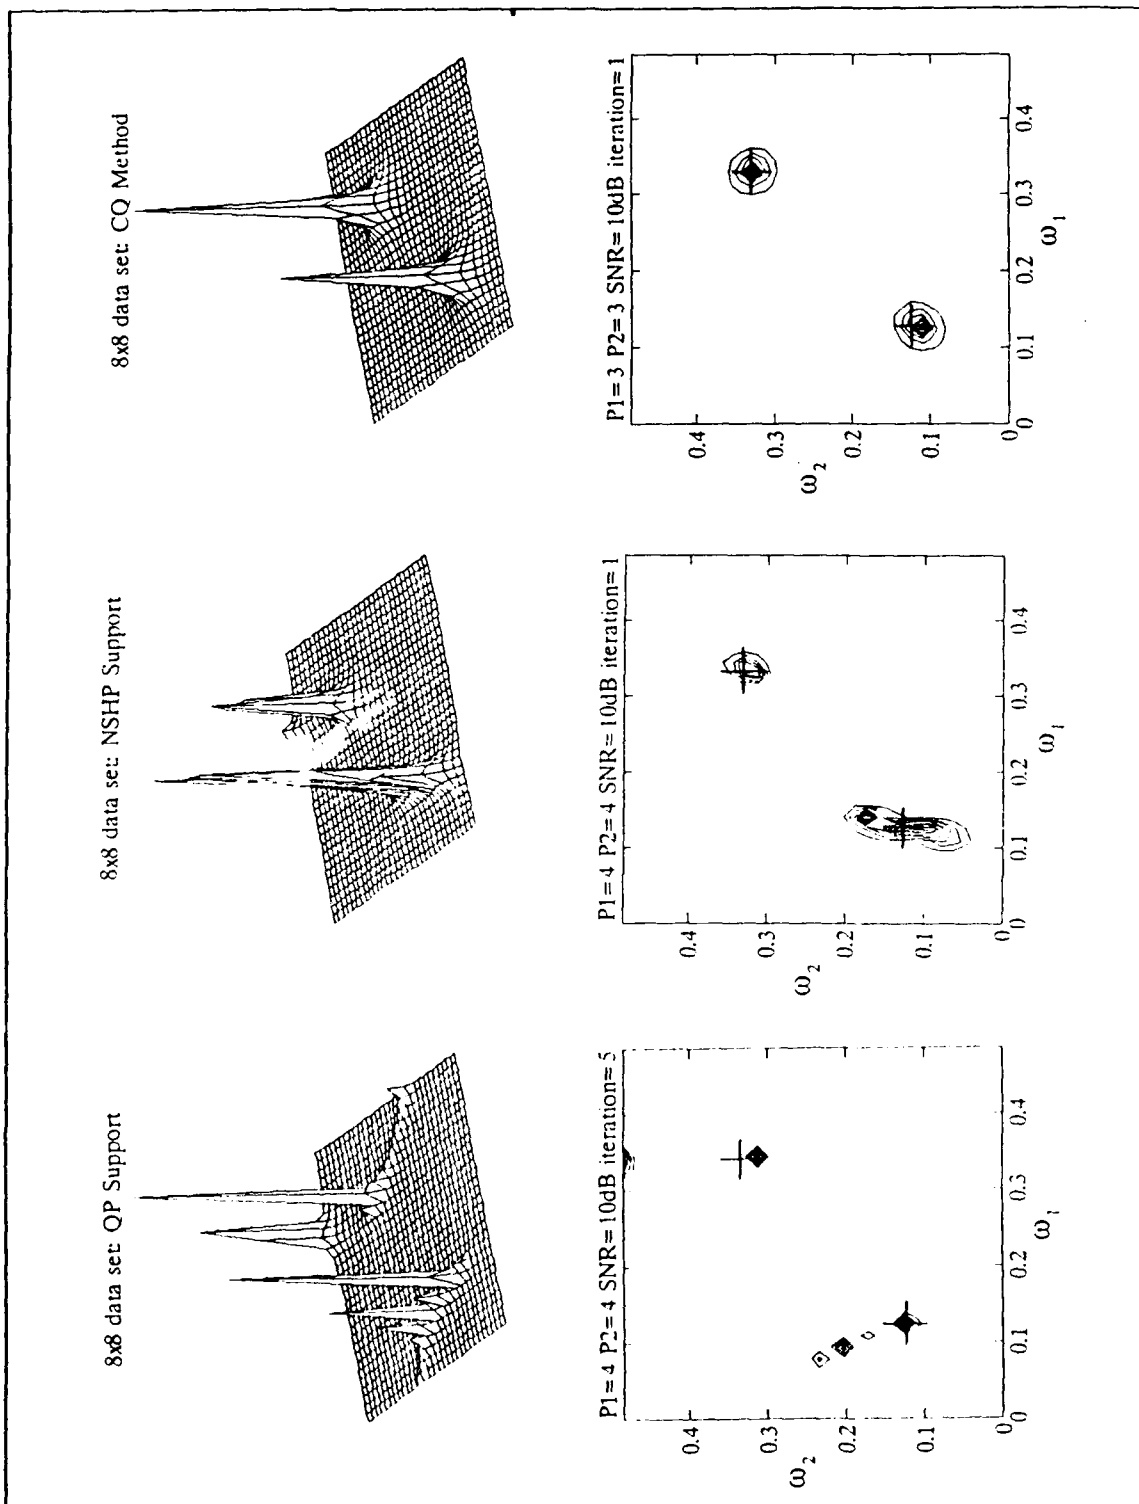 8x8 data set: QP Support
8x8 data set: NSHP Support
8x8 data set: CQ Method
P1= 4 P2= 4 SNR= 10dB iteration= 5
0.4
0.3
0.2
0.1
0
ω2
0
0.1
0.2
0.3
0.4
ω1
P1= 4 P2= 4 SNR= 10dB iteration= 1
0.4
0.3
0.2
0.1
0
ω2
0
0.1
0.2
0.3
0.4
ω1
P1= 3 P2= 3 SNR= 10dB iteration= 1
0.4
0.3
0.2
0.1
0
ω2
0
0.1
0.2
0.3
0.4
ω1